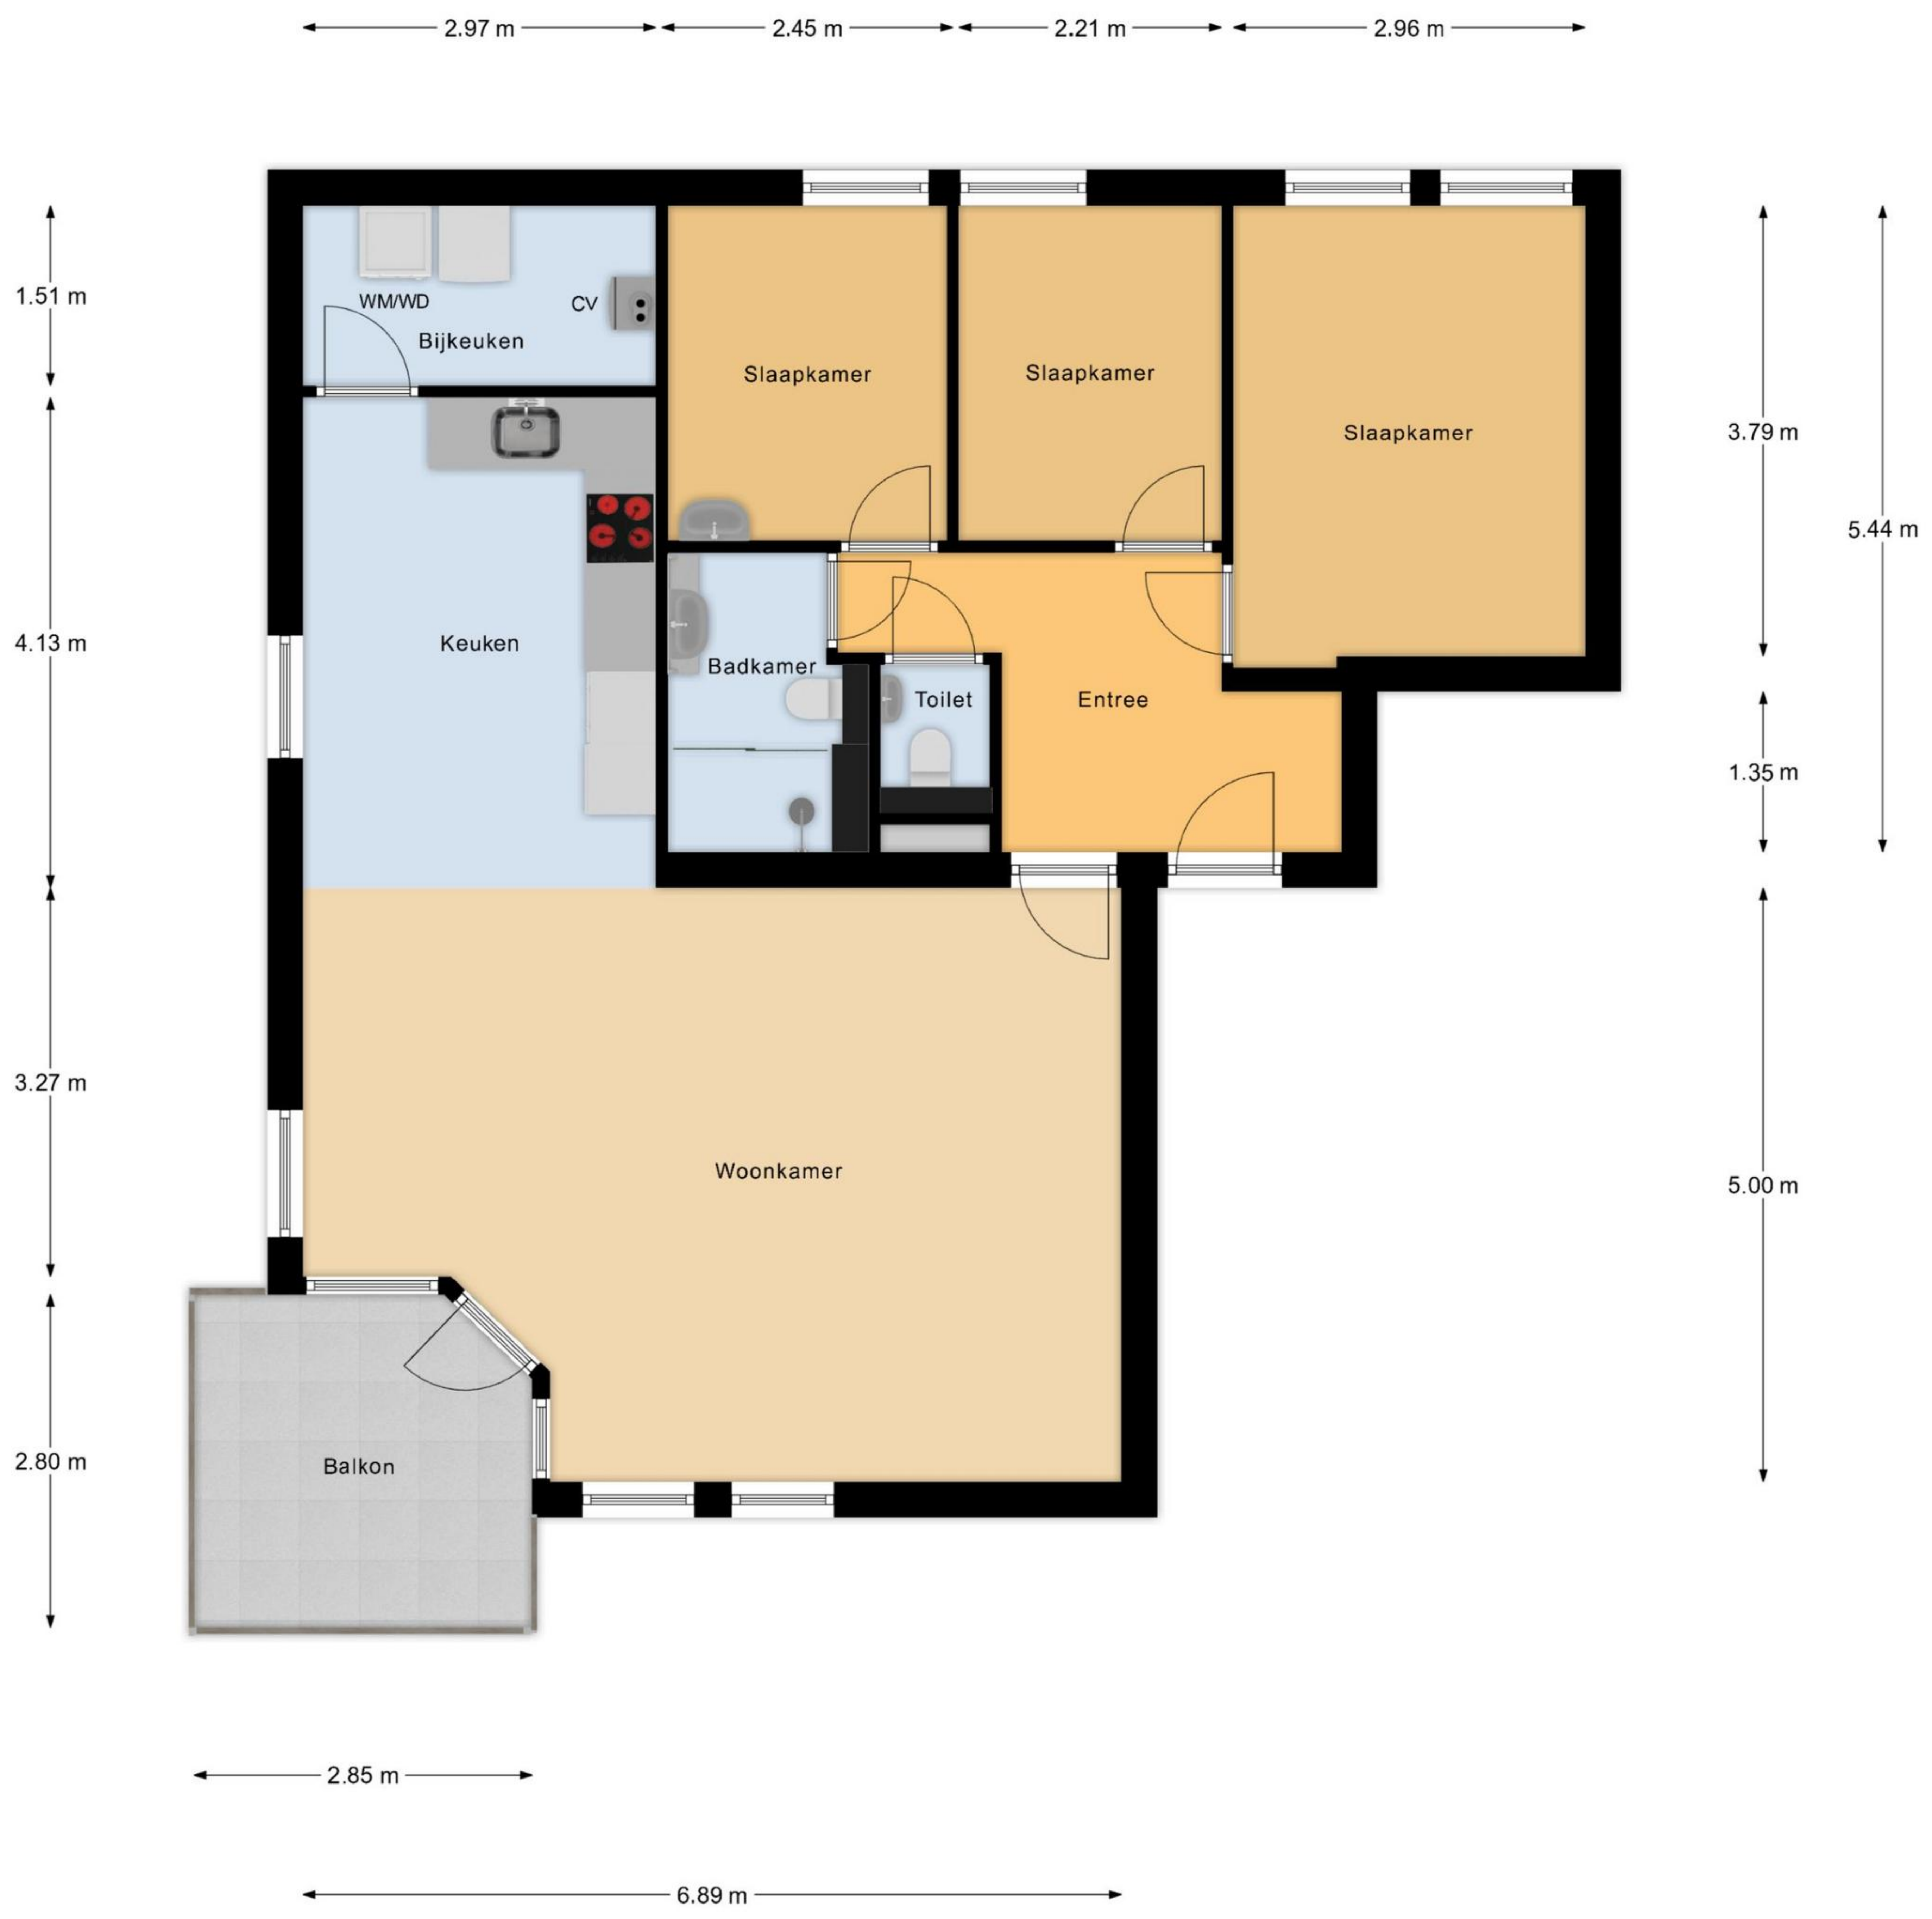 2.97 m
2.45 m
2.21 m
2.96 m
1.51 m
WM/WD
CV
Bijkeuken
Slaapkamer
Slaapkamer
Slaapkamer
3.79 m
5.44 m
4.13 m
Keuken
Badkamer
Toilet
Entree
1.35 m
3.27 m
Woonkamer
5.00 m
2.80 m
Balkon
2.85 m
6.89 m